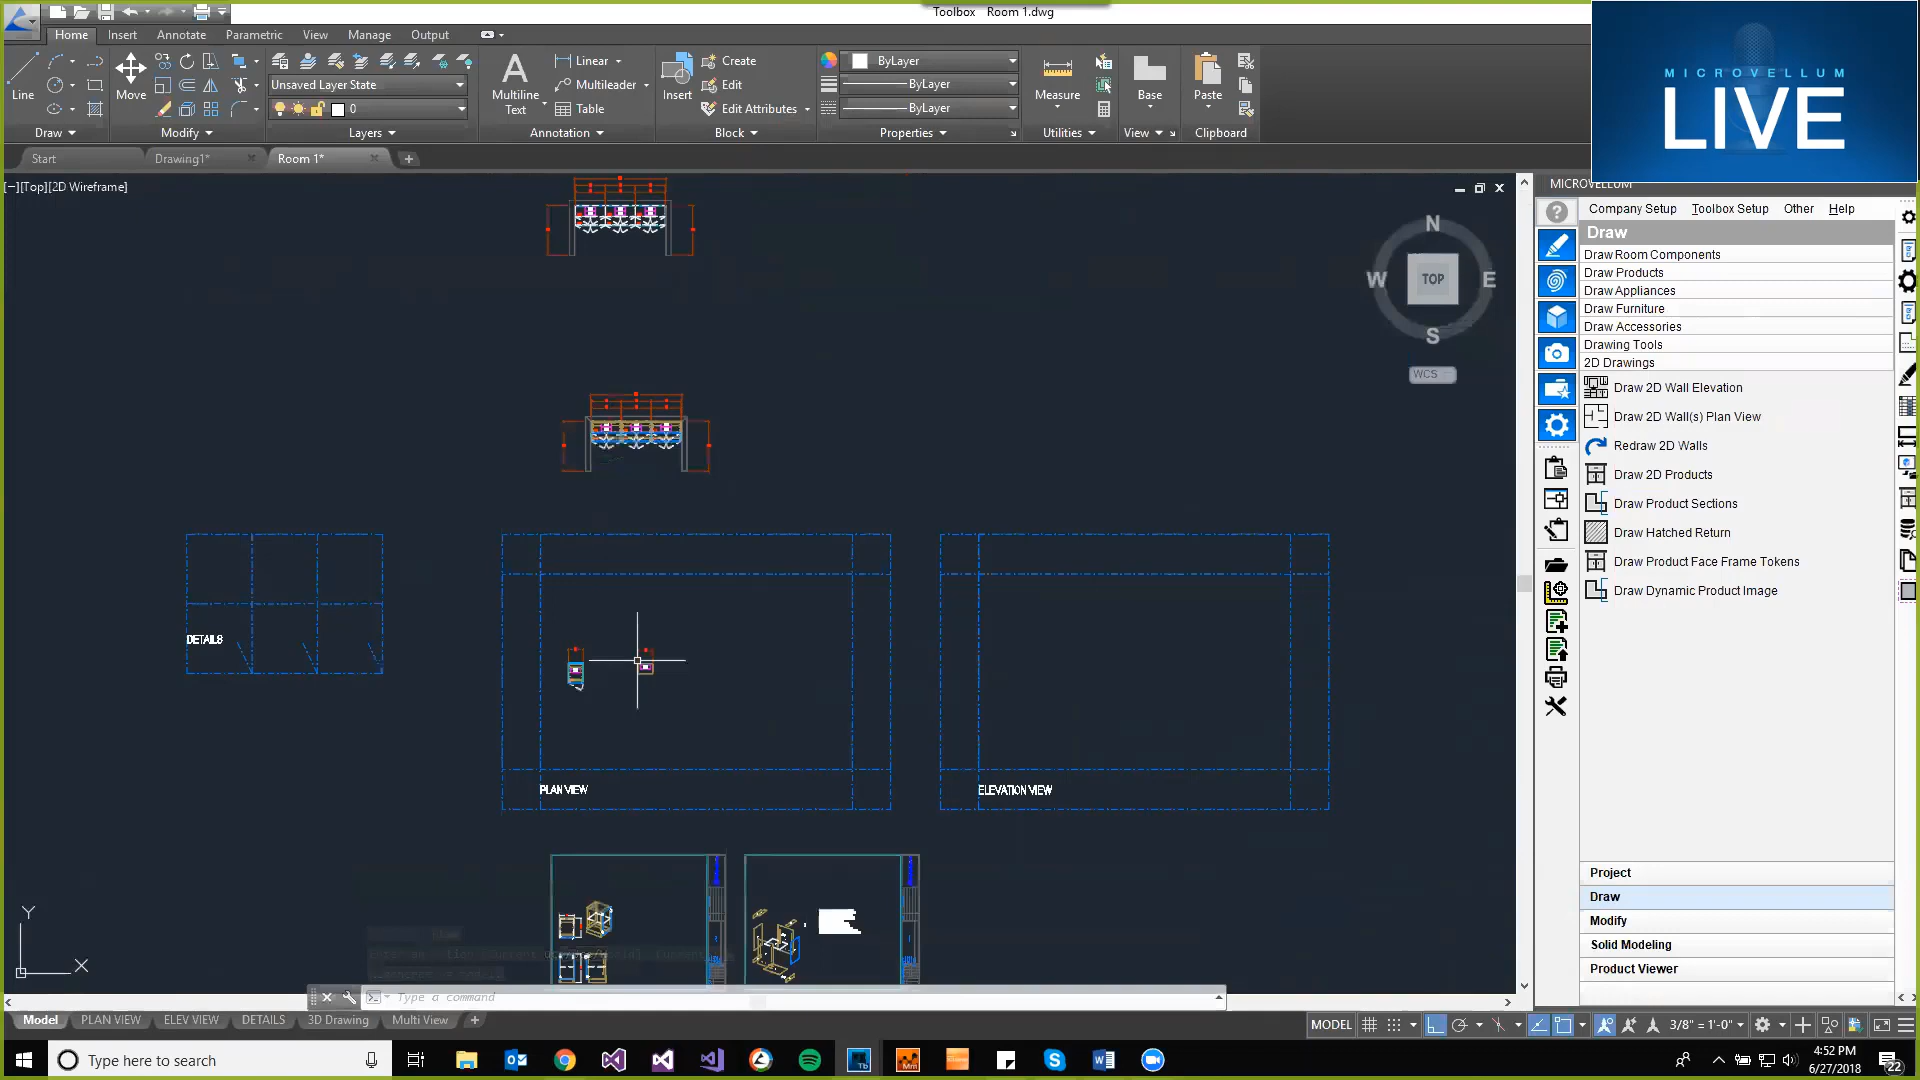 Toolbox Room 1.dwg
Home Insert Annotate Parametric View Manage Output
Line
Draw
Move
Modify
Unsaved Layer State
0
Layers
Multiline
Text
Linear
Multileader
Table
Annotation
Insert
Create
Edit
Edit Attributes
Block
ByLayer
ByLayer
ByLayer
Properties
Measure
Utilities
Base
View
Paste
Clipboard
MICROVELLUM
LIVE
Start
Drawing1*
Room 1*
[−][Top][2D Wireframe]
N
W
TOP
E
S
WCS
DETAILS
PLAN VIEW
ELEVATION VIEW
Y
X
Type a command
MICROVELLUM
Company Setup Toolbox Setup Other Help
Draw
Draw Room Components
Draw Products
Draw Appliances
Draw Furniture
Draw Accessories
Drawing Tools
2D Drawings
Draw 2D Wall Elevation
Draw 2D Wall(s) Plan View
Redraw 2D Walls
Draw 2D Products
Draw Product Sections
Draw Hatched Return
Draw Product Face Frame Tokens
Draw Dynamic Product Image
Project
Draw
Modify
Solid Modeling
Product Viewer
Model PLAN VIEW ELEV VIEW DETAILS 3D Drawing Multi View
MODEL
3/8" = 1'-0"
Type here to search
Tb
Mm
4:52 PM
6/27/2018
22